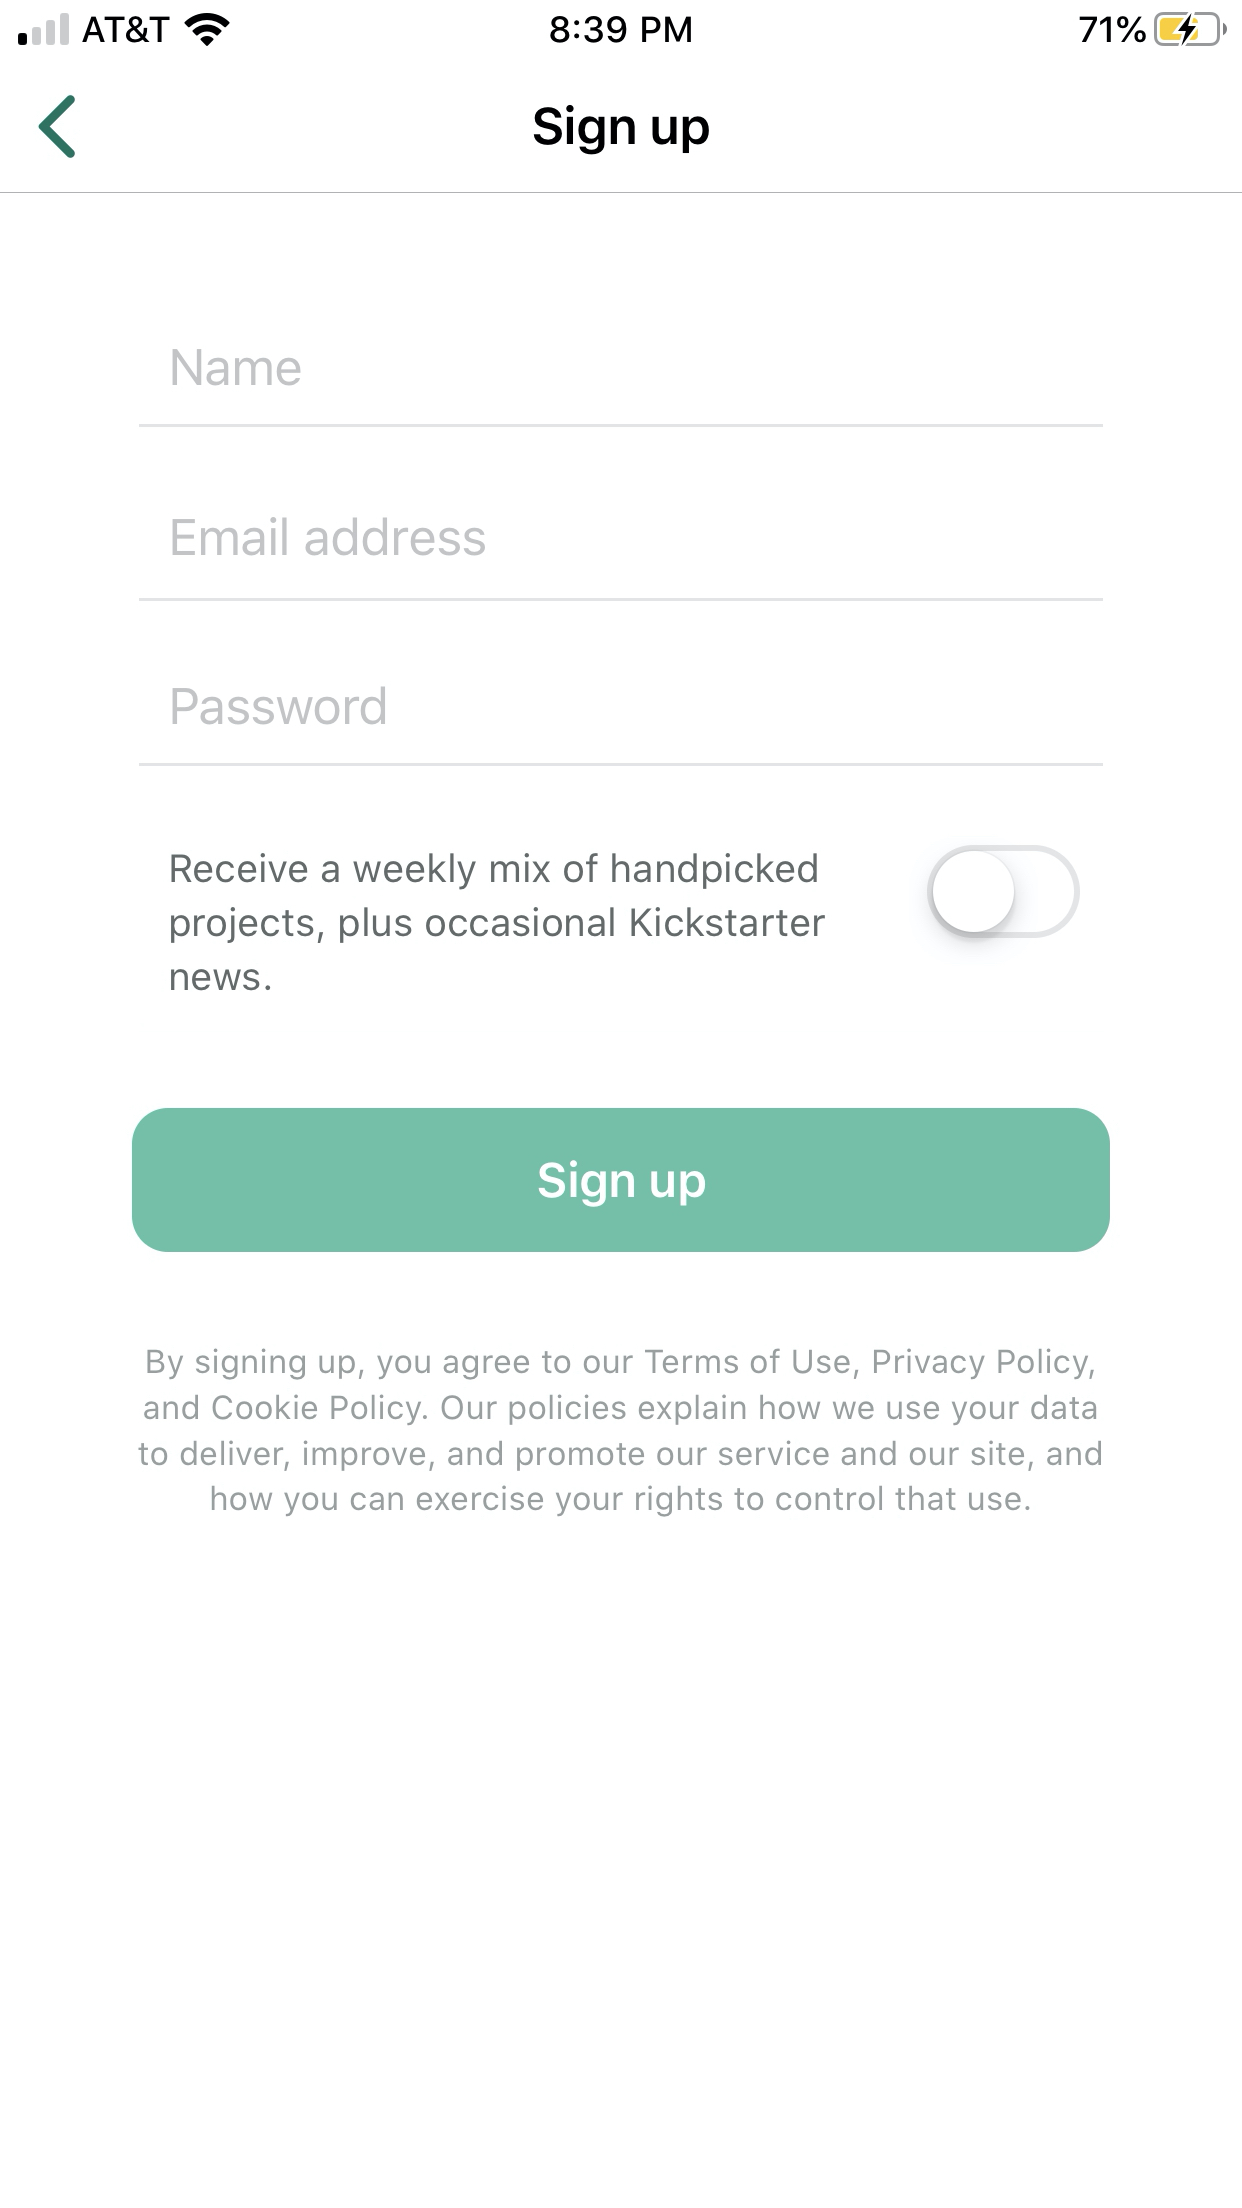 AT&T 8:39 PM 71%
Sign up
Name
Email address
Password
Receive a weekly mix of handpicked
projects, plus occasional Kickstarter
news.
Sign up
By signing up, you agree to our Terms of Use, Privacy Policy,
and Cookie Policy. Our policies explain how we use your data
to deliver, improve, and promote our service and our site, and
how you can exercise your rights to control that use.